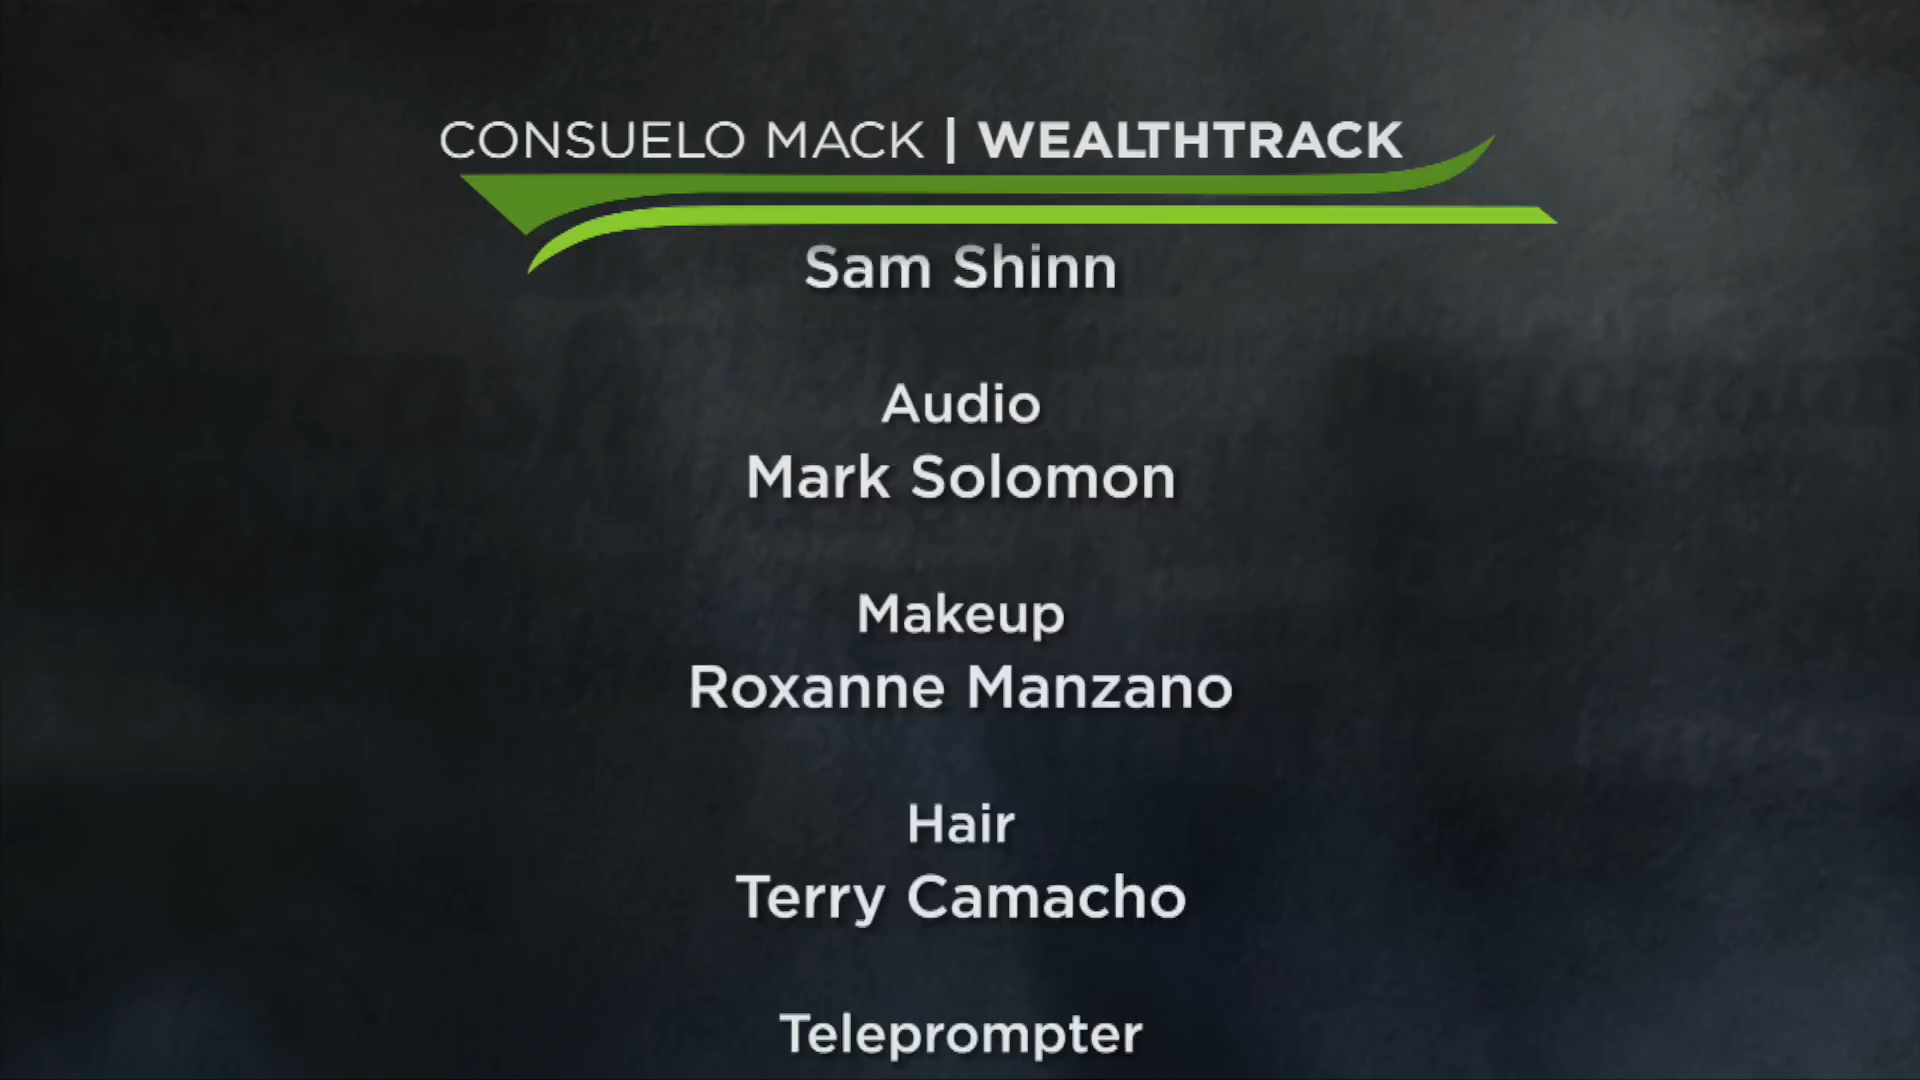 CONSUELO MACK | WEALTHTRACK
Sam Shinn
Audio
Mark Solomon
Makeup
Roxanne Manzano
Hair
Terry Camacho
Teleprompter